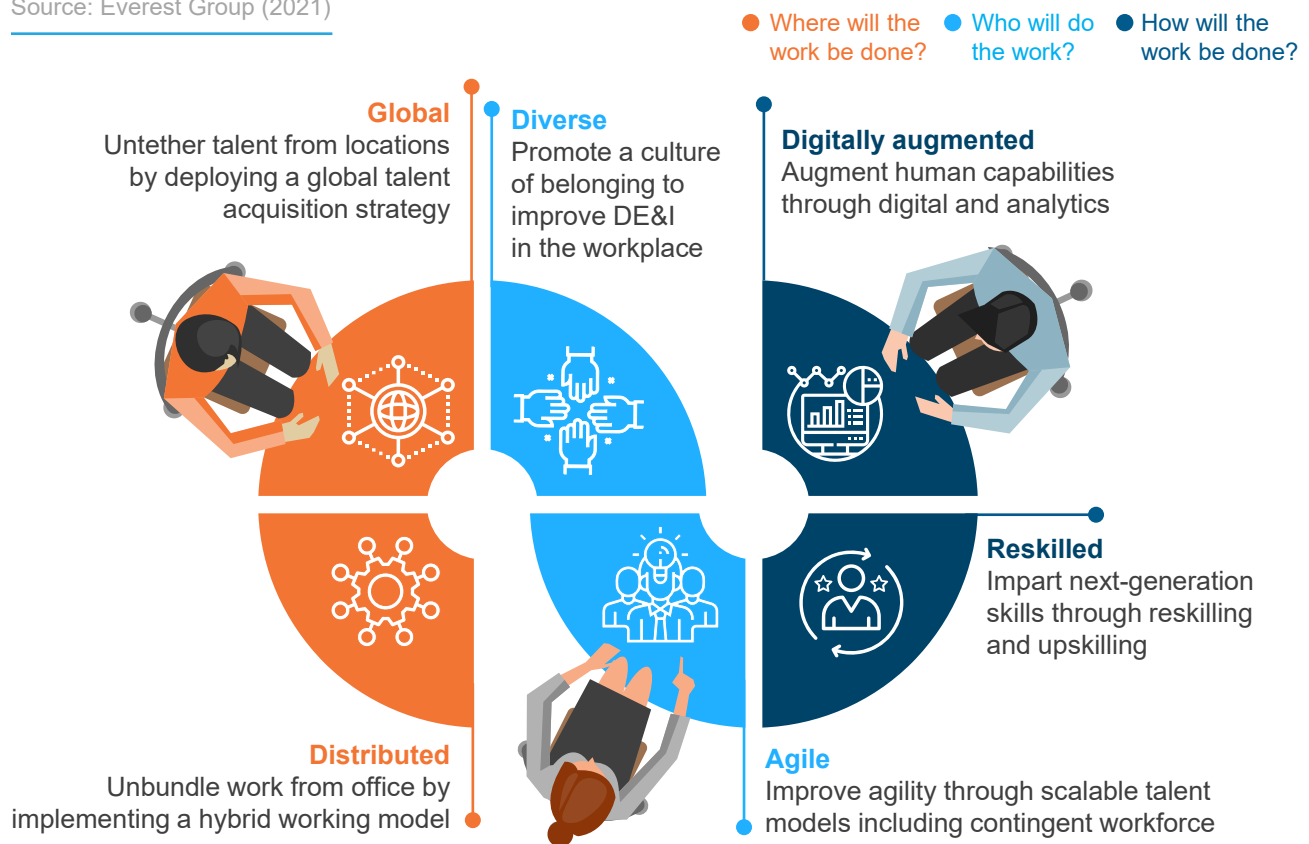 Source: Everest Group (2021)
Where will the
work be done?
Who will do
the work?
How will the
work be done?
Global
Untether talent from locations
by deploying a global talent
acquisition strategy
Diverse
Promote a culture
of belonging to
improve DE&I
in the workplace
Digitally augmented
Augment human capabilities
through digital and analytics
Reskilled
Impart next-generation
skills through reskilling
and upskilling
Distributed
Unbundle work from office by
implementing a hybrid working model
Agile
Improve agility through scalable talent
models including contingent workforce